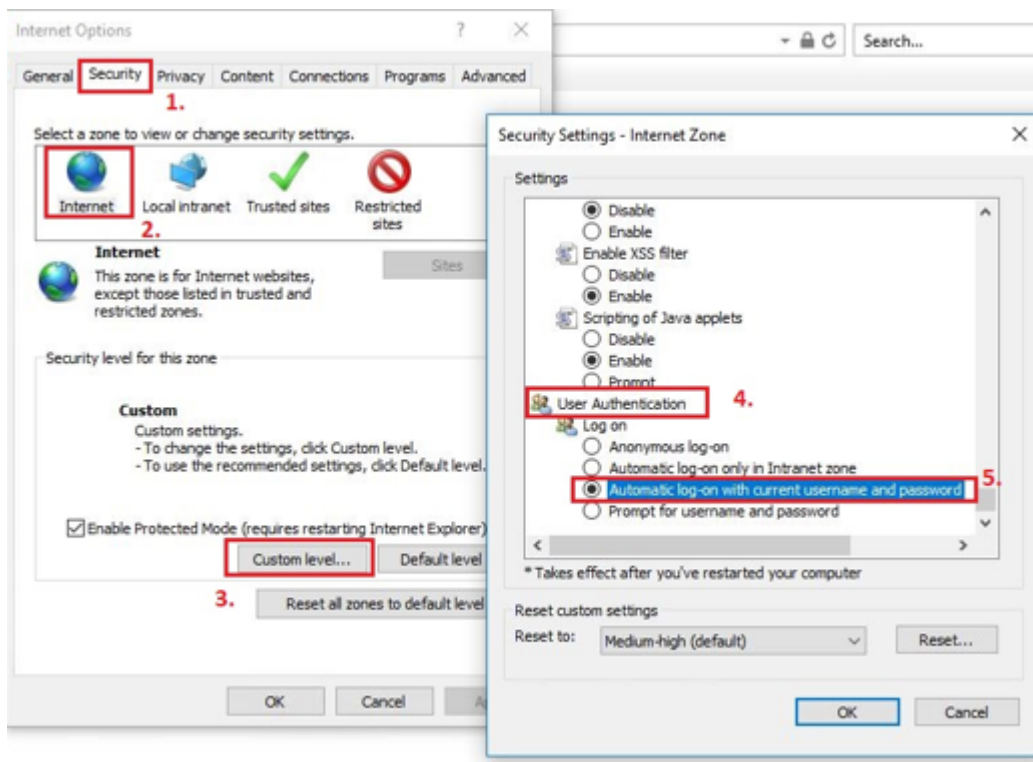 Internet Options
?
Search...
General Security Privacy Content Connections Programs Advanced
1.
Select a zone to view or change security settings.
Internet Local intranet Trusted sites Restricted
sites
2.
Internet
This zone is for Internet websites,
except those listed in trusted and
restricted zones.
Sites
Security level for this zone
Custom
Custom settings.
- To change the settings, click Custom level.
- To use the recommended settings, click Default level.
Enable Protected Mode (requires restarting Internet Explorer)
Custom level... Default level
3.
Reset all zones to default level
OK Cancel
Security Settings - Internet Zone
Settings
Disable
Enable
Enable XSS filter
Disable
Enable
Scripting of Java applets
Disable
Enable
Prompt
User Authentication
4.
Log on
Anonymous log-on
Automatic log-on only in Intranet zone
Automatic log-on with current username and password
5.
Prompt for username and password
*Takes effect after you've restarted your computer
Reset custom settings
Reset to: Medium-high (default) Reset...
OK Cancel